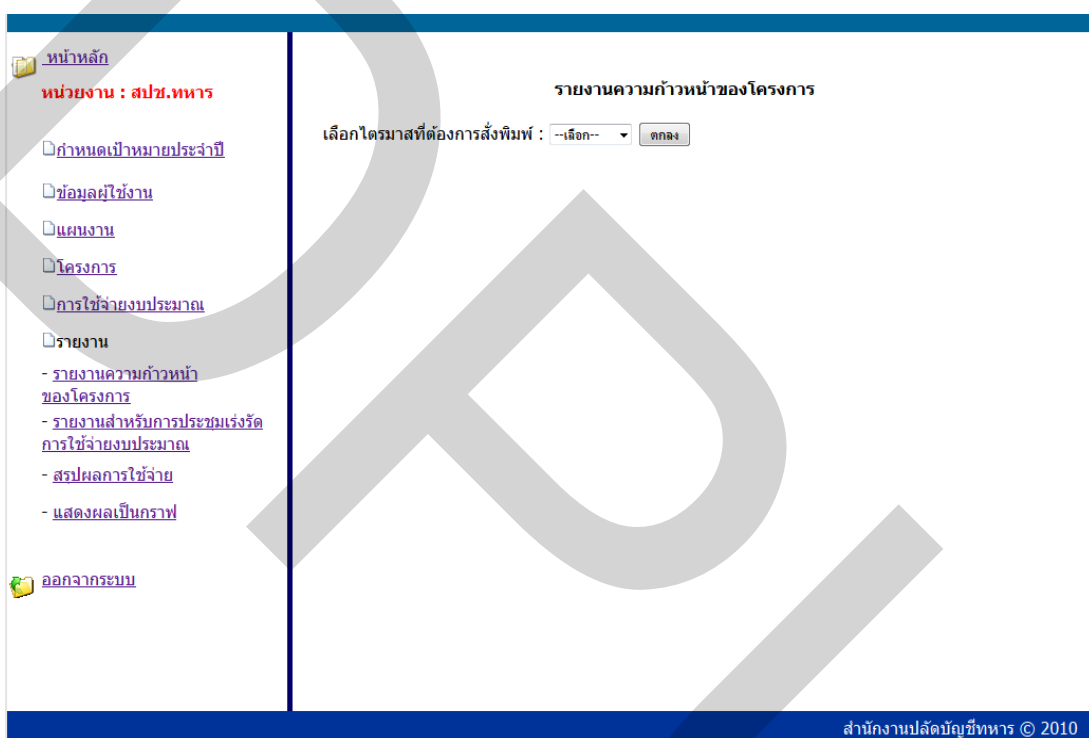 หน้าหลัก
หน่วยงาน : สปช.ทหาร
กำหนดเป้าหมายประจำปี
ข้อมูลผู้ใช้งาน
แผนงาน
โครงการ
การใช้จ่ายงบประมาณ
รายงาน
- รายงานความก้าวหน้า
ของโครงการ
- รายงานสำหรับการประชุมเร่งรัด
การใช้จ่ายงบประมาณ
- สรุปผลการใช้จ่าย
- แสดงผลเป็นกราฟ
ออกจากระบบ
รายงานความก้าวหน้าของโครงการ
เลือกไตรมาสที่ต้องการสั่งพิมพ์ : --เลือก-- ตกลง
สำนักงานปลัดบัญชีทหาร © 2010